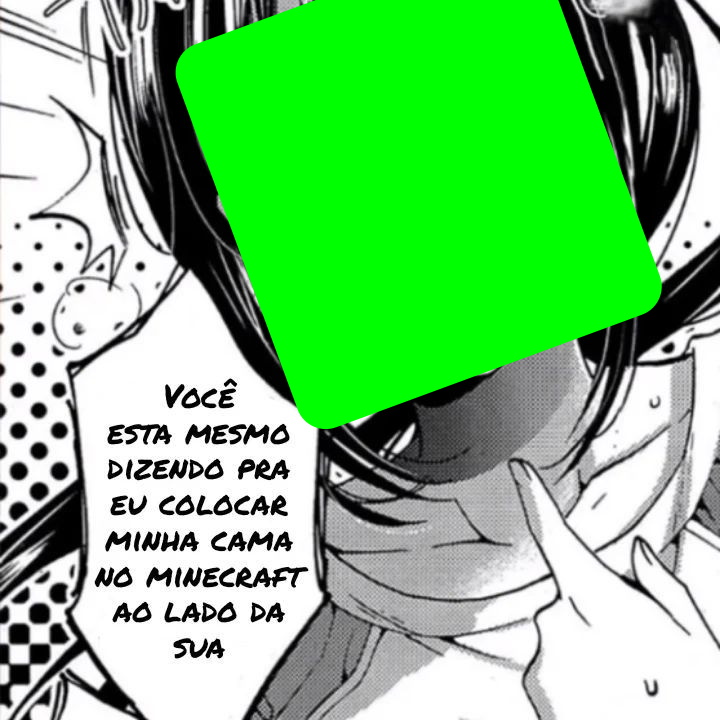 VOCÊ
ESTA MESMO
DIZENDO PRA
EU COLOCAR
MINHA CAMA
NO MINECRAFT
AO LADO DA
SUA